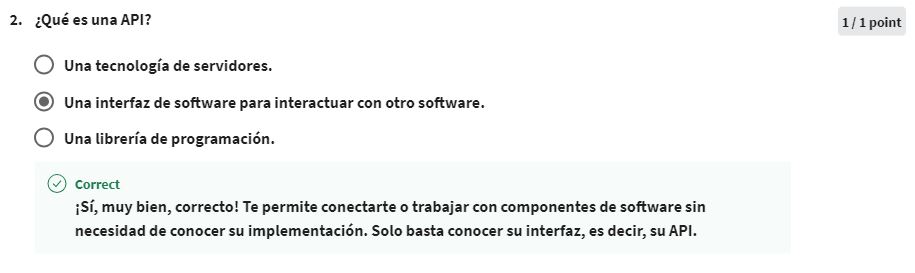 2. ¿Qué es una API?
1 / 1 point
Una tecnología de servidores.
Una interfaz de software para interactuar con otro software.
Una librería de programación.
Correct
¡Sí, muy bien, correcto! Te permite conectarte o trabajar con componentes de software sin
necesidad de conocer su implementación. Solo basta conocer su interfaz, es decir, su API.